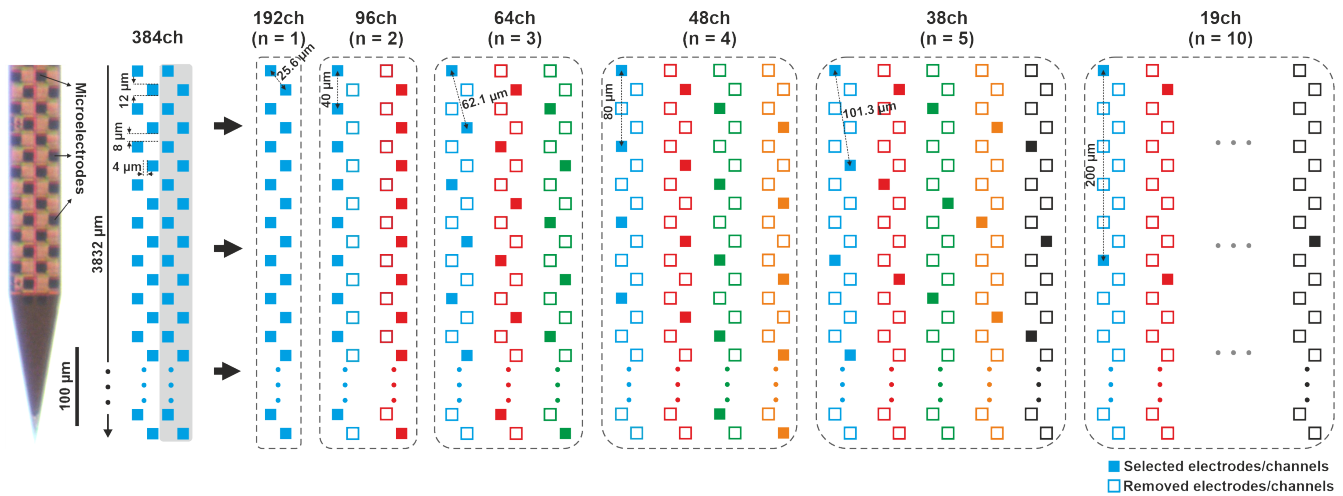 384ch
192ch
(n = 1)
96ch
(n = 2)
64ch
(n = 3)
48ch
(n = 4)
38ch
(n = 5)
19ch
(n = 10)
Microelectrodes
12 µm
8 µm
4 µm
3832 µm
100 µm
25.6 µm
40 µm
62.1 µm
80 µm
101.3 µm
200 µm
Selected electrodes/channels
Removed electrodes/channels